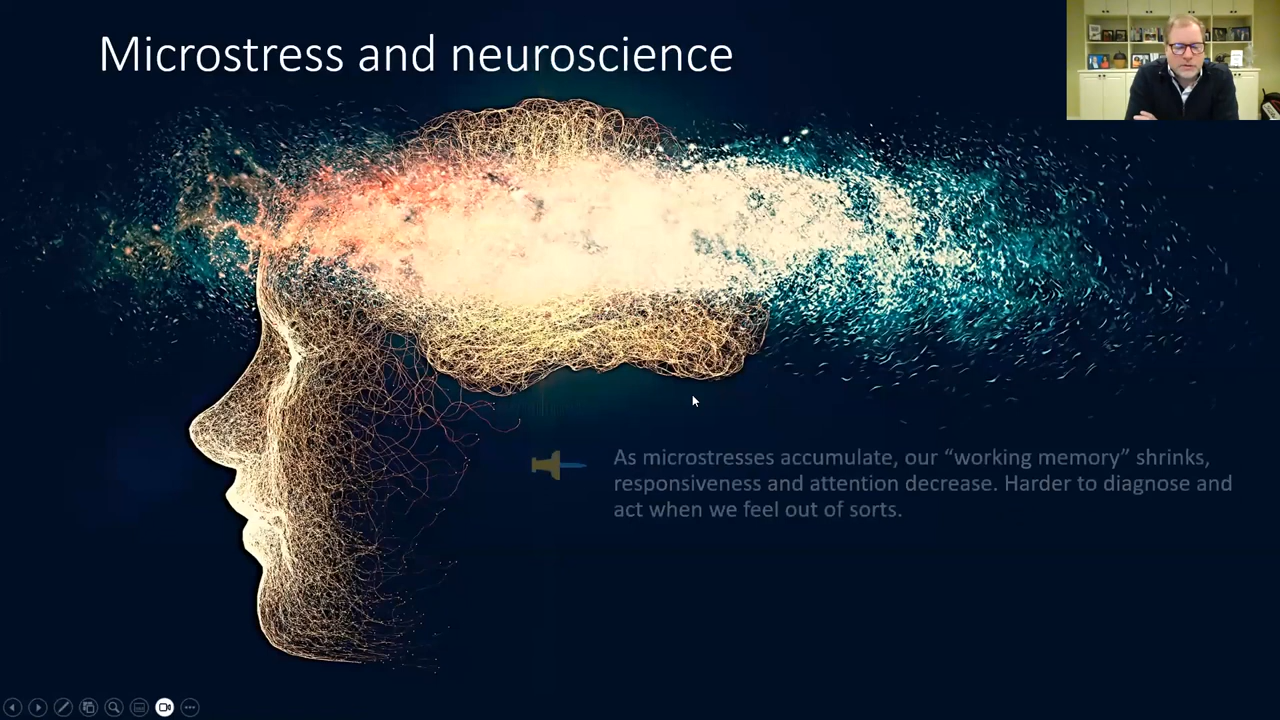 Microstress and neuroscience
As microstresses accumulate, our “working memory” shrinks,
responsiveness and attention decrease. Harder to diagnose and
act when we feel out of sorts.